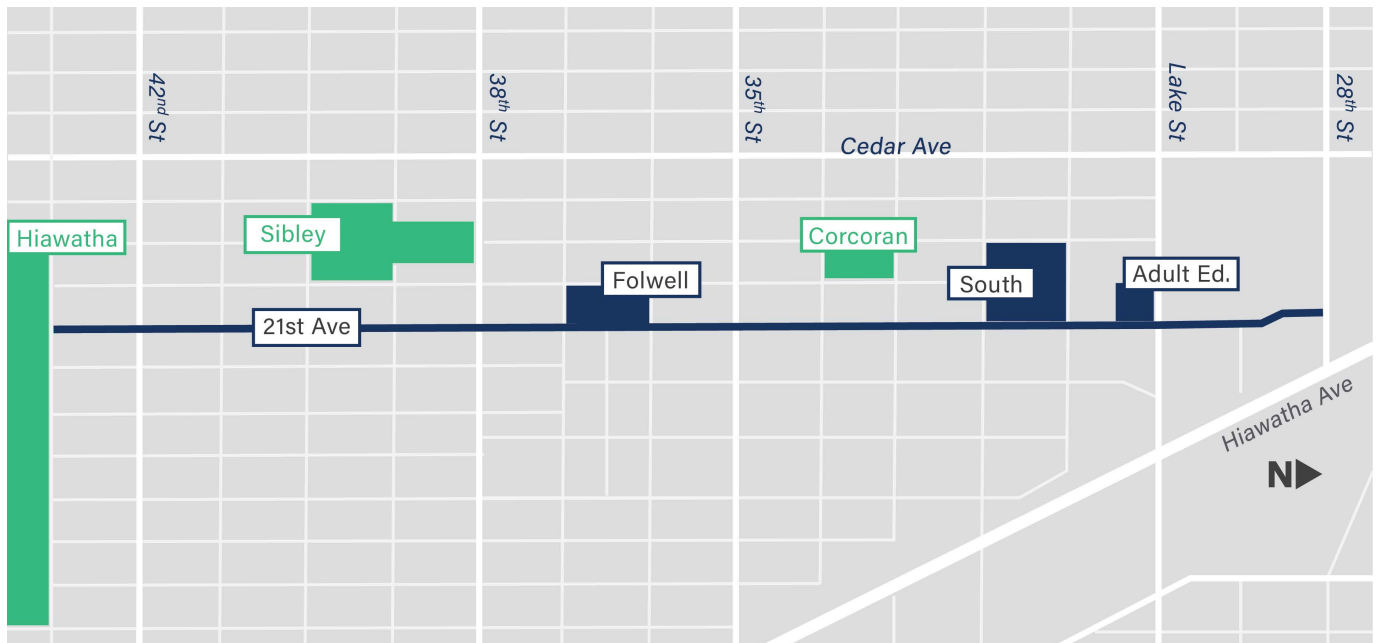 42nd St
38th St
35th St
Lake St
28th St
Cedar Ave
Hiawatha
Sibley
Corcoran
Folwell
South
Adult Ed.
21st Ave
Hiawatha Ave
N